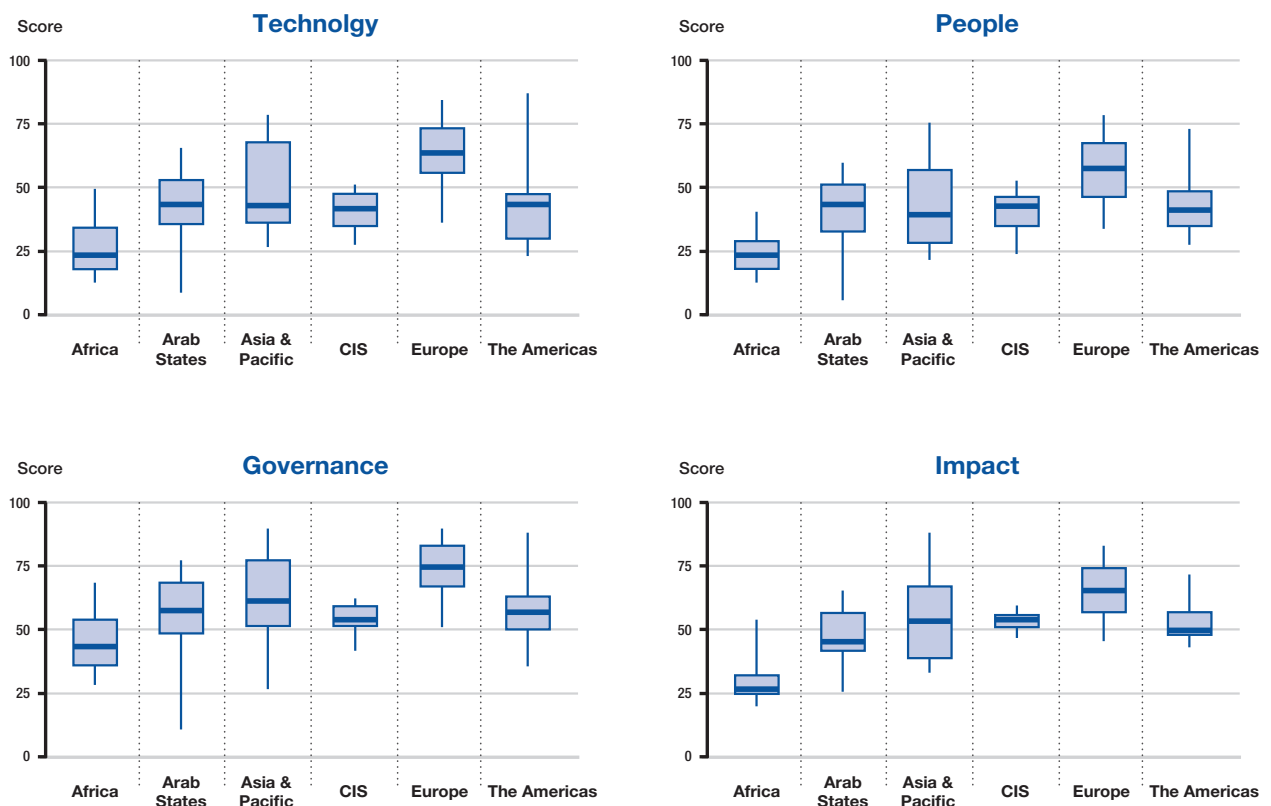 Technolgy
Score
100
75
50
25
0
Africa
Arab
States
Asia &
Pacific
CIS
Europe
The Americas
People
Score
100
75
50
25
0
Africa
Arab
States
Asia &
Pacific
CIS
Europe
The Americas
Governance
Score
100
75
50
25
0
Africa
Arab
States
Asia &
Pacific
CIS
Europe
The Americas
Impact
Score
100
75
50
25
0
Africa
Arab
States
Asia &
Pacific
CIS
Europe
The Americas